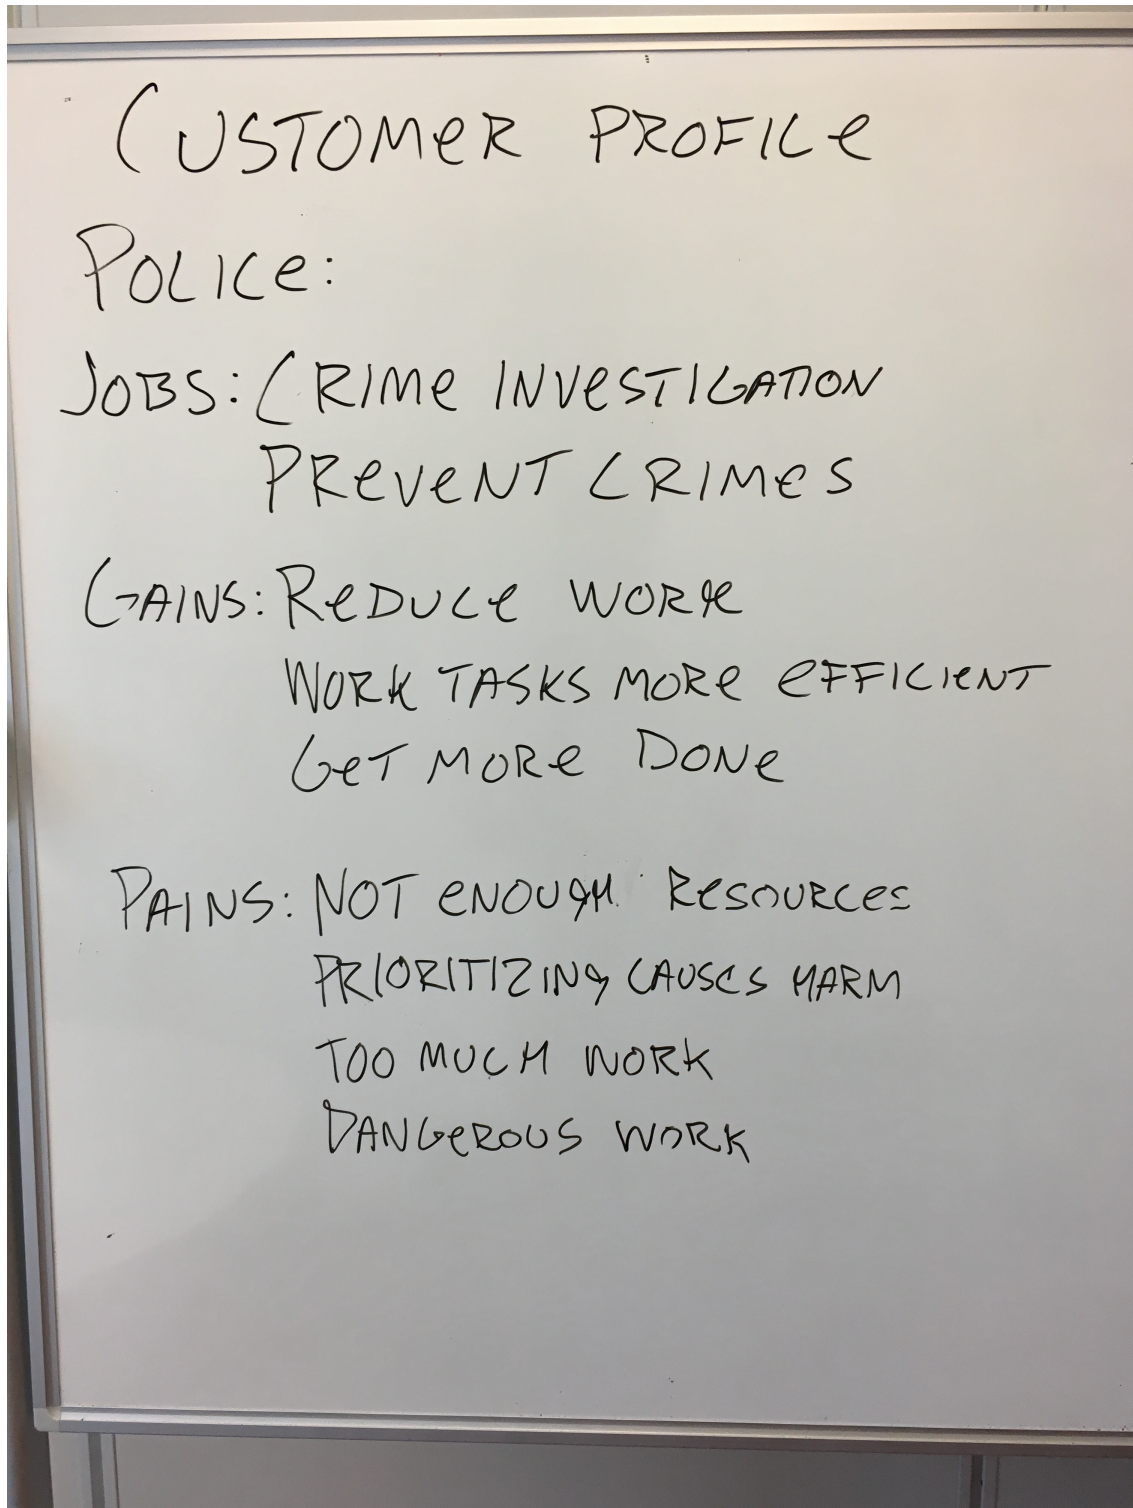 CUSTOMER PROFILE
POLICE:
JOBS: CRIME INVESTIGATION
PREVENT CRIMES
GAINS: REDUCE WORK
WORK TASKS MORE EFFICIENT
GET MORE DONE
PAINS: NOT ENOUGH RESOURCES
PRIORITIZING CAUSES HARM
TOO MUCH WORK
DANGEROUS WORK